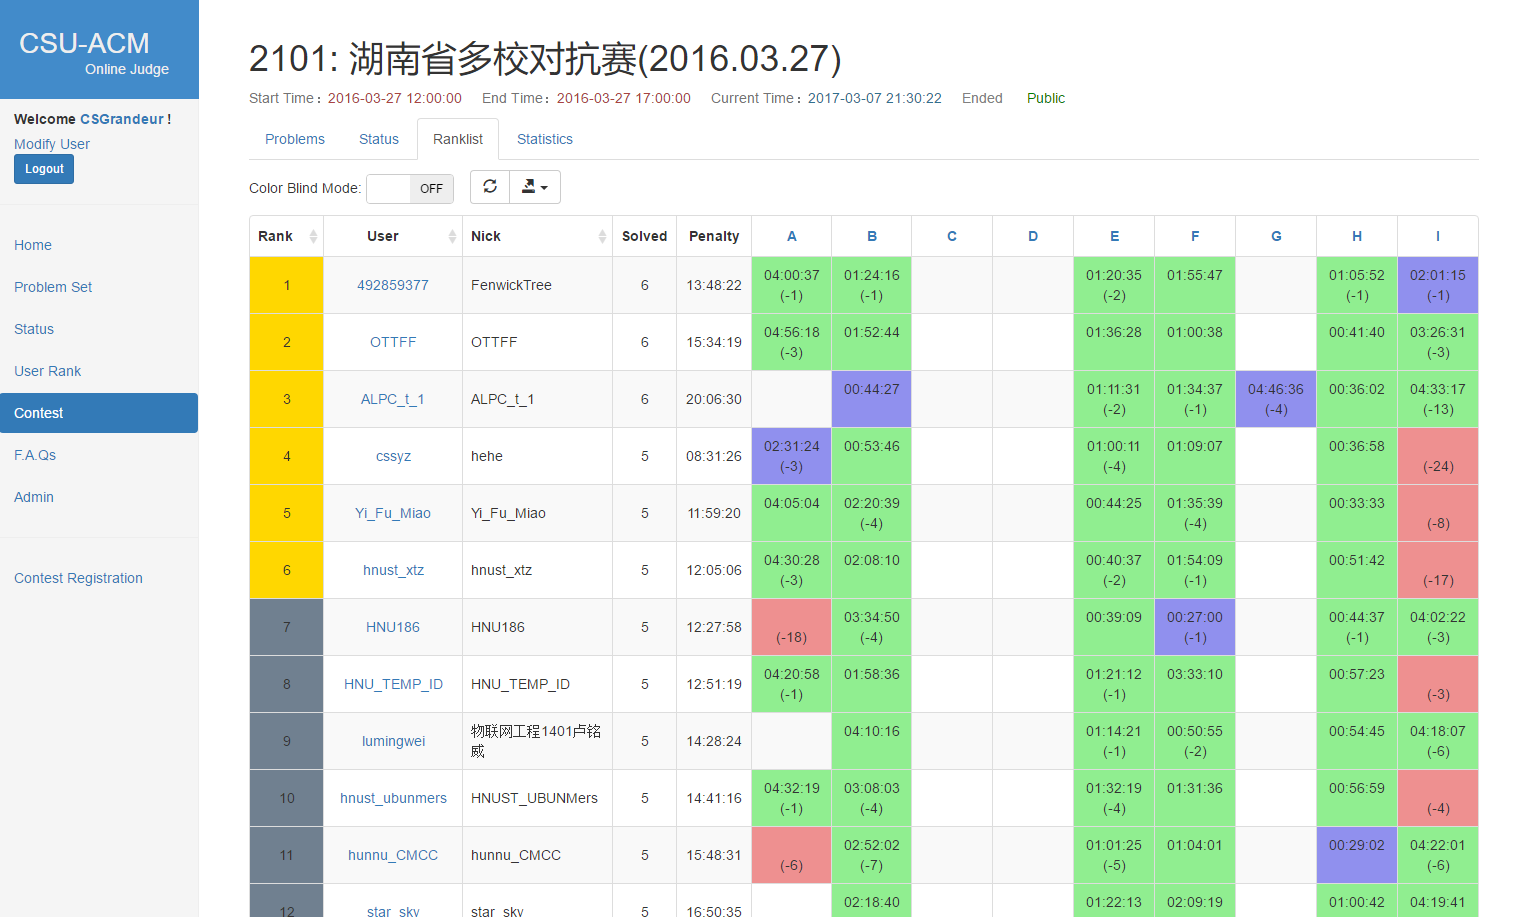 CSU-ACM
Online Judge
Welcome CSGrandeur !
Modify User
Logout
Home
Problem Set
Status
User Rank
Contest
F.A.Qs
Admin
Contest Registration
2101: 湖南省多校对抗赛(2016.03.27)
Start Time：2016-03-27 12:00:00 End Time：2016-03-27 17:00:00 Current Time：2017-03-07 21:30:22 Ended Public
Problems Status Ranklist Statistics
Color Blind Mode: OFF
Rank User Nick Solved Penalty A B C D E F G H I
1 492859377 FenwickTree 6 13:48:22 04:00:37 01:24:16 01:20:35 01:55:47 01:05:52 02:01:15
(-1) (-1) (-2) (-1) (-1)
2 OTTFF OTTFF 6 15:34:19 04:56:18 01:52:44 01:36:28 01:00:38 00:41:40 03:26:31
(-3) (-3)
3 ALPC_t_1 ALPC_t_1 6 20:06:30 00:44:27 01:11:31 01:34:37 04:46:36 00:36:02 04:33:17
(-2) (-1) (-4) (-13)
4 cssyz hehe 5 08:31:26 02:31:24 00:53:46 01:00:11 01:09:07 00:36:58
(-3) (-4) (-24)
5 Yi_Fu_Miao Yi_Fu_Miao 5 11:59:20 04:05:04 02:20:39 00:44:25 01:35:39 00:33:33
(-4) (-4) (-8)
6 hnust_xtz hnust_xtz 5 12:05:06 04:30:28 02:08:10 00:40:37 01:54:09 00:51:42
(-3) (-2) (-1) (-17)
7 HNU186 HNU186 5 12:27:58 03:34:50 00:39:09 00:27:00 00:44:37 04:02:22
(-18) (-4) (-1) (-1) (-3)
8 HNU_TEMP_ID HNU_TEMP_ID 5 12:51:19 04:20:58 01:58:36 01:21:12 03:33:10 00:57:23
(-1) (-1) (-3)
9 lumingwei 物联网工程1401卢铭 5 14:28:24 04:10:16 01:14:21 00:50:55 00:54:45 04:18:07
威 (-1) (-2) (-6)
10 hnust_ubunmers HNUST_UBUNMers 5 14:41:16 04:32:19 03:08:03 01:32:19 01:31:36 00:56:59
(-1) (-4) (-4) (-4)
11 hunnu_CMCC hunnu_CMCC 5 15:48:31 02:52:02 01:01:25 01:04:01 00:29:02 04:22:01
(-6) (-7) (-5) (-6)
12 star_sky star_sky 5 16:50:35 02:18:40 01:22:13 02:09:19 01:00:42 04:19:41